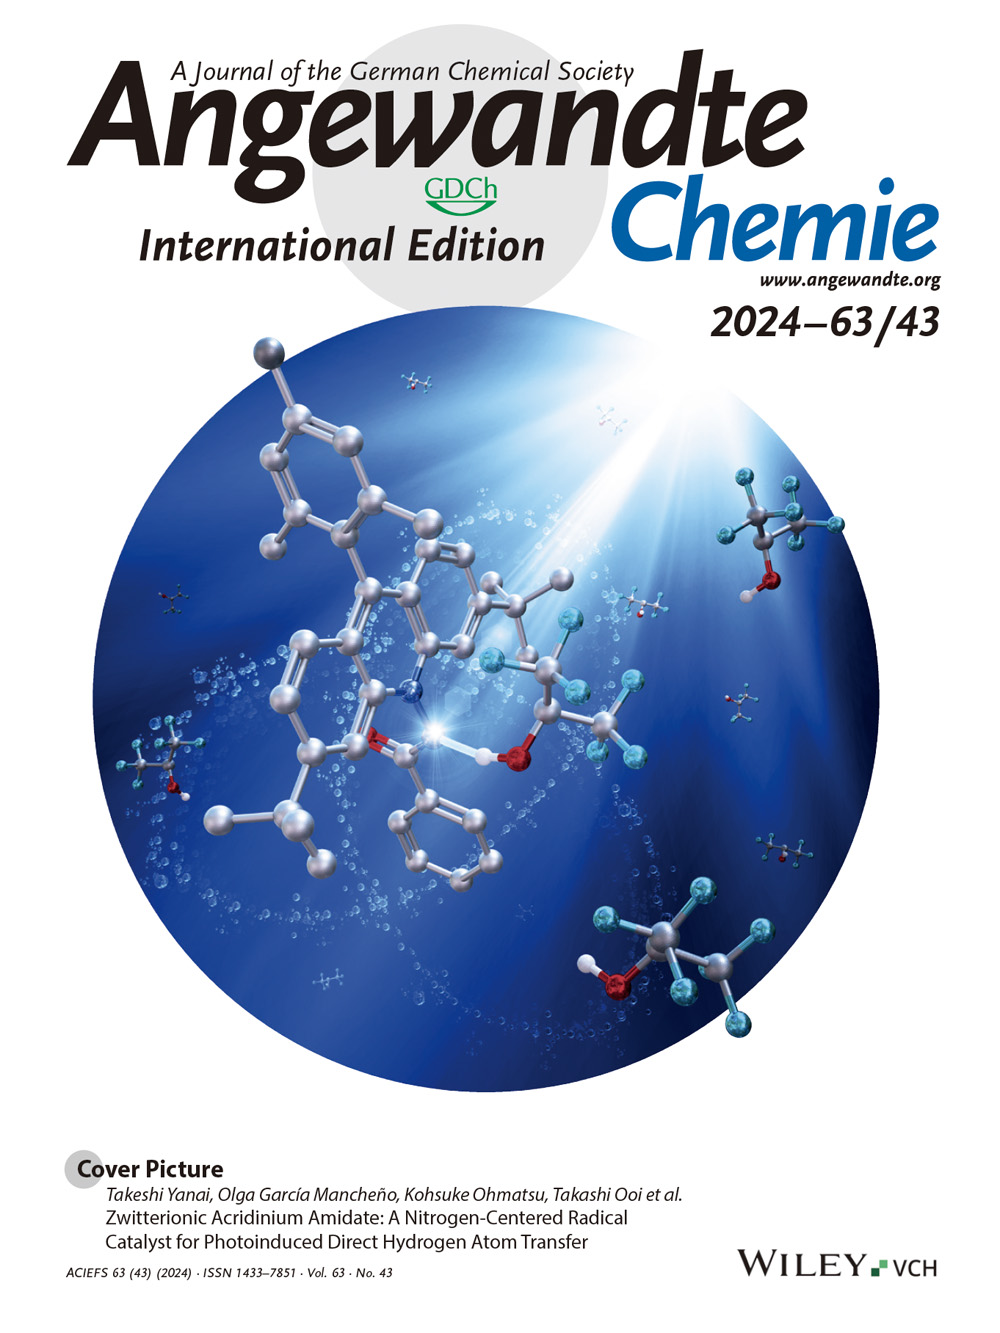 A Journal of the German Chemical Society
Angewandte
GDCh
Chemie
International Edition
www.angewandte.org
2024–63/43
Cover Picture
Takeshi Yanai, Olga García Mancheño, Kohsuke Ohmatsu, Takashi Ooi et al.
Zwitterionic Acridinium Amidate: A Nitrogen-Centered Radical
Catalyst for Photoinduced Direct Hydrogen Atom Transfer
ACIEFS 63 (43) (2024) · ISSN 1433–7851 · Vol. 63 · No. 43
WILEY VCH